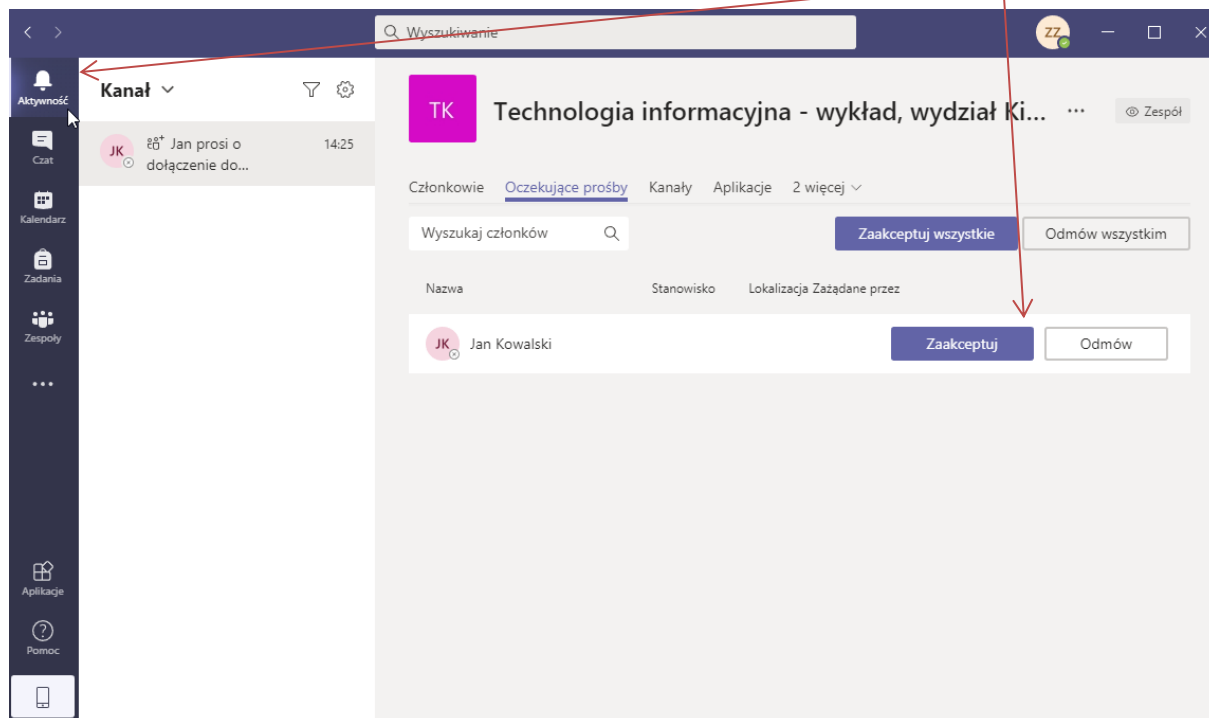 Wyszukiwanie
ZZ
Aktywność
Czat
Kalendarz
Zadania
Zespoły
Aplikacje
Pomoc
Kanał
JK
Jan prosi o
dołączenie do...
14:25
TK
Technologia informacyjna - wykład, wydział Ki...
Zespół
Członkowie Oczekujące prośby Kanały Aplikacje 2 więcej
Wyszukaj członków
Zaakceptuj wszystkie
Odmów wszystkim
Nazwa Stanowisko Lokalizacja Zażądane przez
JK Jan Kowalski Zaakceptuj Odmów